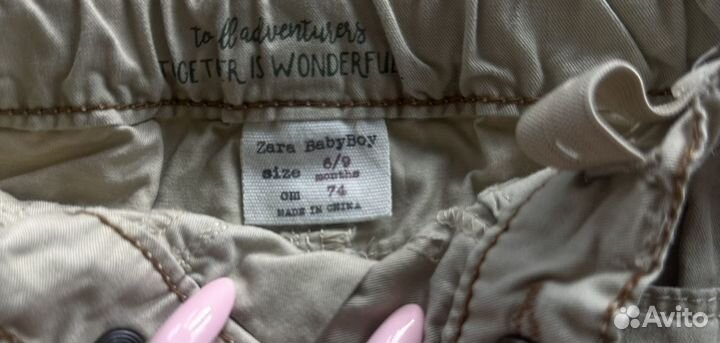 to all adventurers
TOGETHER IS WONDERFUL
Zara BabyBoy
size 6/9 months
cm 74
MADE IN CHINA
Avito